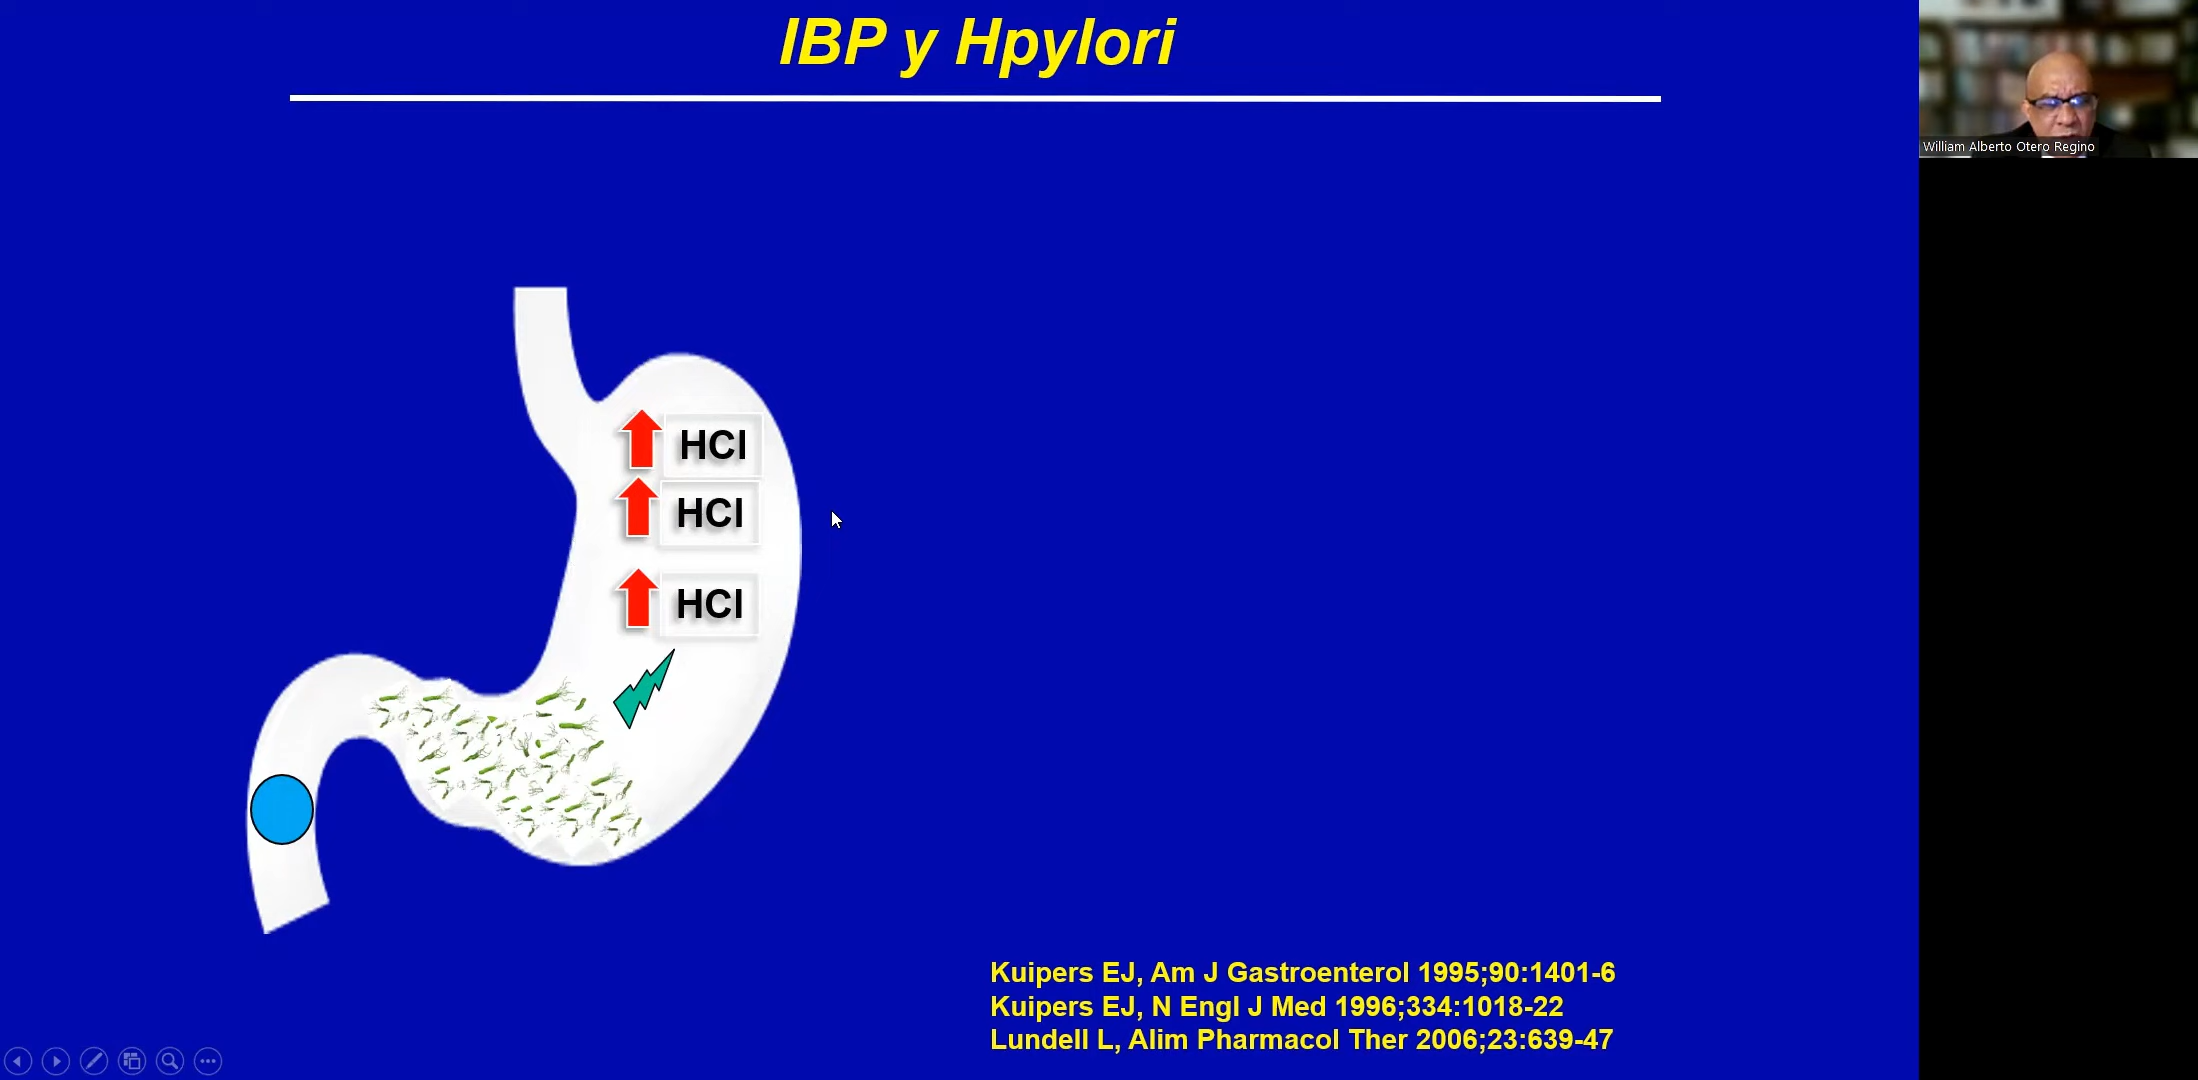 IBP y Hpylori
William Alberto Otero Regino
HCl
HCl
HCl
Kuipers EJ, Am J Gastroenterol 1995;90:1401-6
Kuipers EJ, N Engl J Med 1996;334:1018-22
Lundell L, Alim Pharmacol Ther 2006;23:639-47